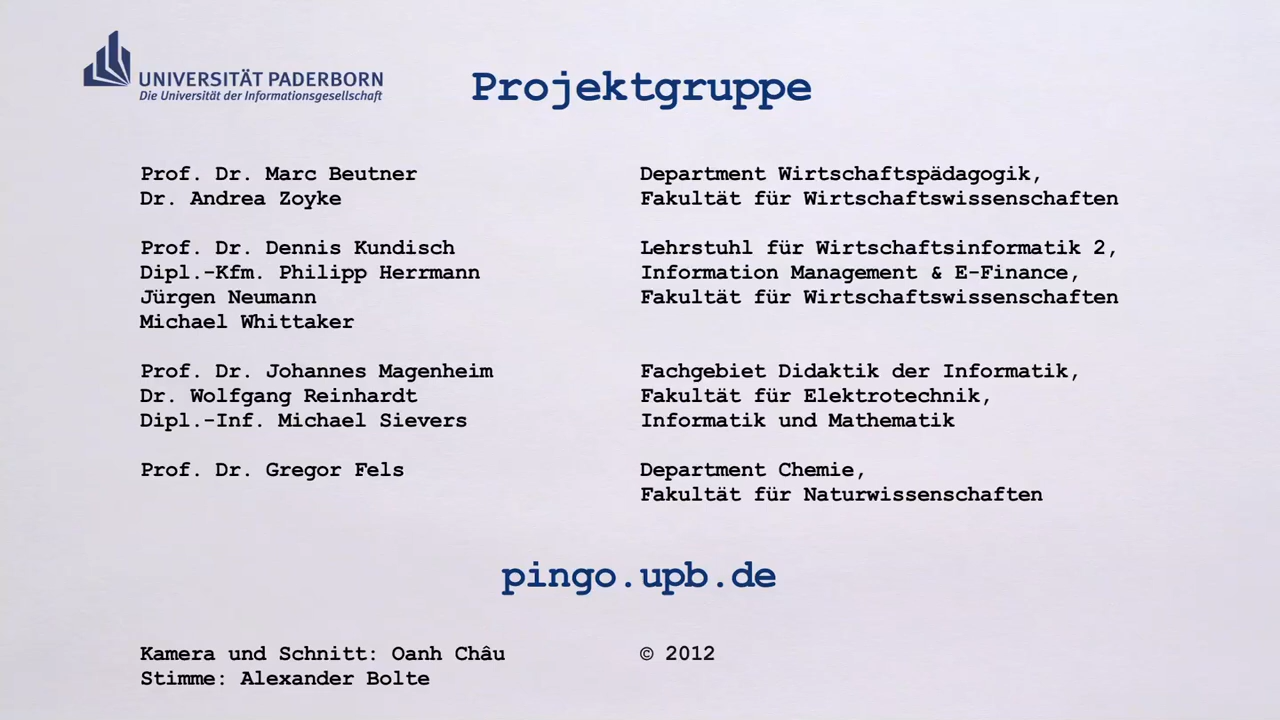 UNIVERSITÄT PADERBORN
Die Universität der Informationsgesellschaft
Projektgruppe
Prof. Dr. Marc Beutner
Dr. Andrea Zoyke
Department Wirtschaftspädagogik,
Fakultät für Wirtschaftswissenschaften
Prof. Dr. Dennis Kundisch
Dipl.-Kfm. Philipp Herrmann
Jürgen Neumann
Michael Whittaker
Lehrstuhl für Wirtschaftsinformatik 2,
Information Management & E-Finance,
Fakultät für Wirtschaftswissenschaften
Prof. Dr. Johannes Magenheim
Dr. Wolfgang Reinhardt
Dipl.-Inf. Michael Sievers
Fachgebiet Didaktik der Informatik,
Fakultät für Elektrotechnik,
Informatik und Mathematik
Prof. Dr. Gregor Fels
Department Chemie,
Fakultät für Naturwissenschaften
pingo.upb.de
Kamera und Schnitt: Oanh Châu
Stimme: Alexander Bolte
© 2012